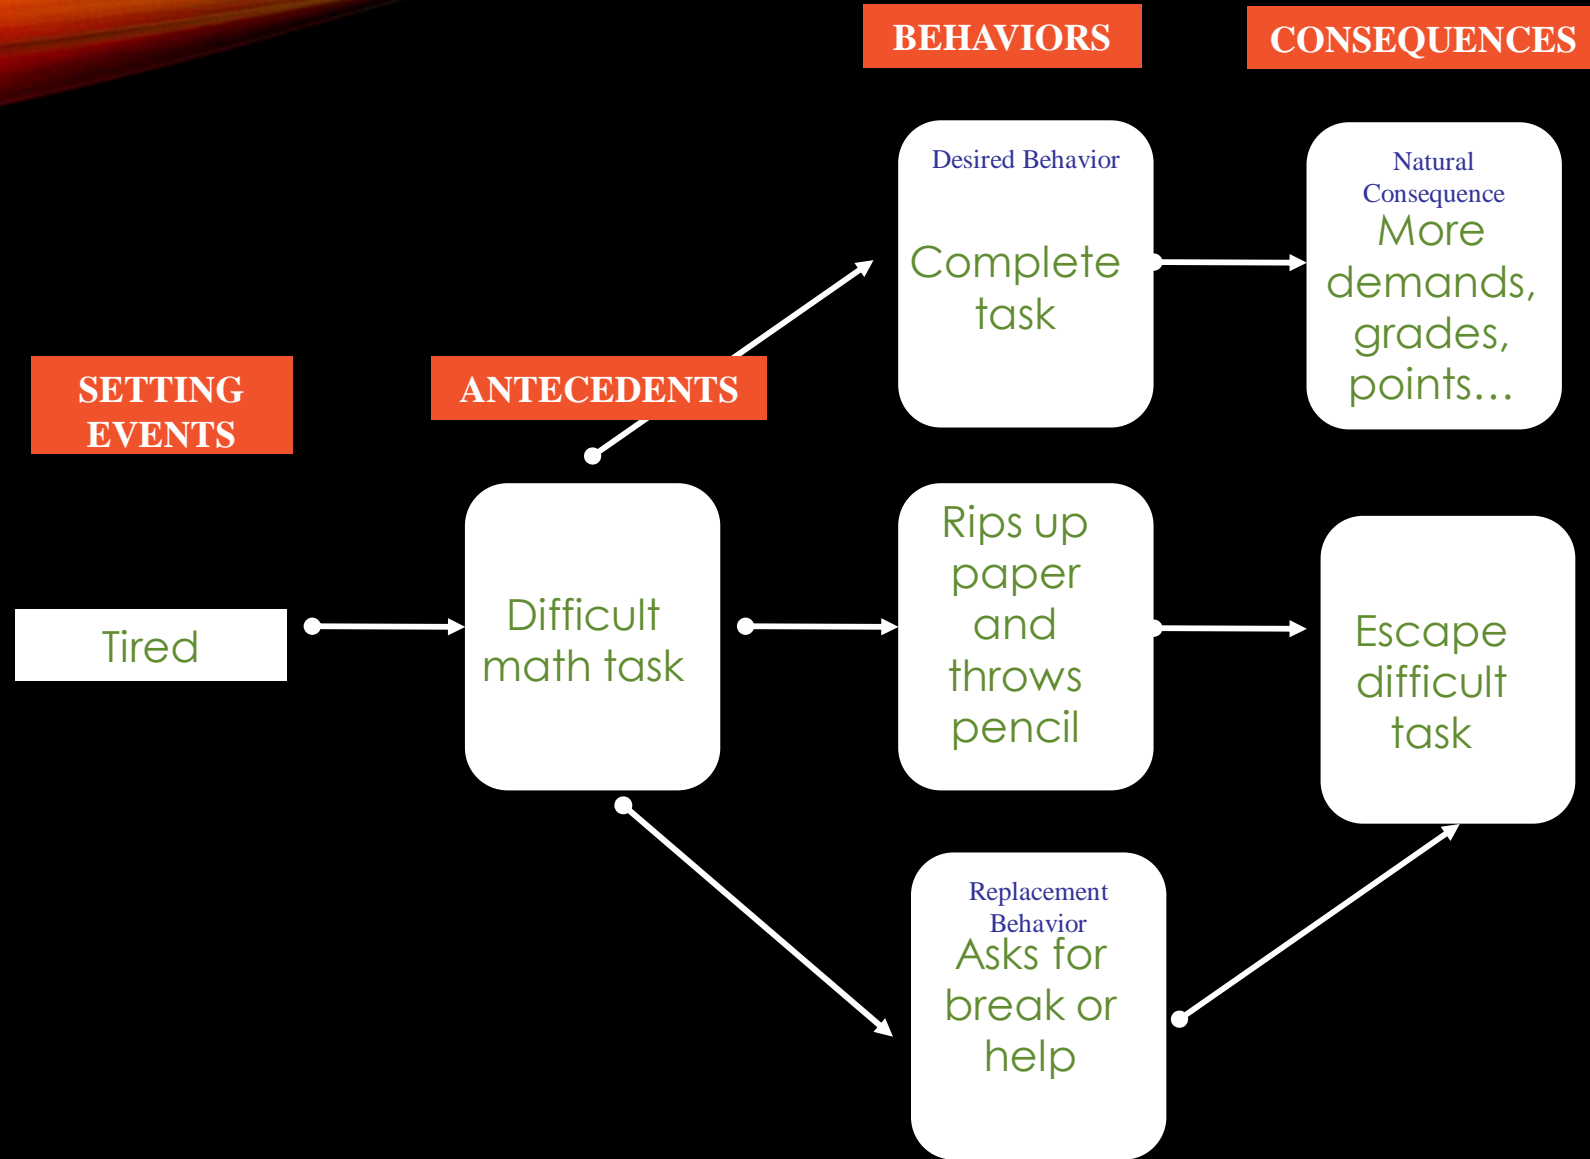 BEHAVIORS
CONSEQUENCES
Desired Behavior
Complete
task
Natural
Consequence
More
demands,
grades,
points…
SETTING
EVENTS
ANTECEDENTS
Tired
Difficult
math task
Rips up
paper
and
throws
pencil
Escape
difficult
task
Replacement
Behavior
Asks for
break or
help